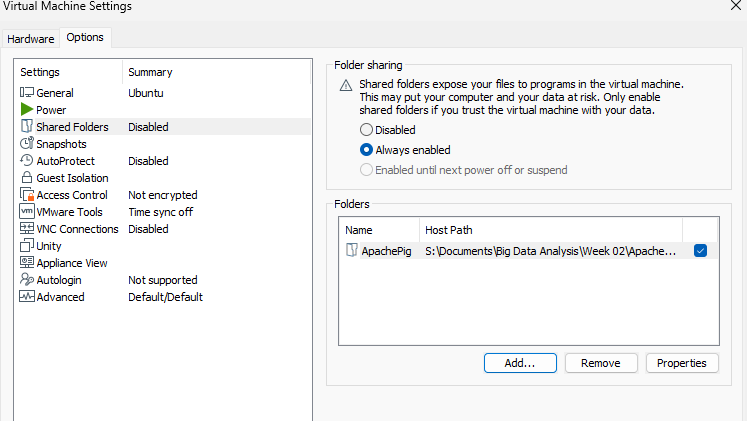 Virtual Machine Settings
Hardware Options
Settings Summary
General Ubuntu
Power
Shared Folders Disabled
Snapshots
AutoProtect Disabled
Guest Isolation
Access Control Not encrypted
vm VMware Tools Time sync off
VNC Connections Disabled
Unity
Appliance View
Autologin Not supported
Advanced Default/Default
Folder sharing
Shared folders expose your files to programs in the virtual machine.
This may put your computer and your data at risk. Only enable
shared folders if you trust the virtual machine with your data.
Disabled
Always enabled
Enabled until next power off or suspend
Folders
Name Host Path
ApachePig S:\Documents\Big Data Analysis\Week 02\Apache...
Add... Remove Properties